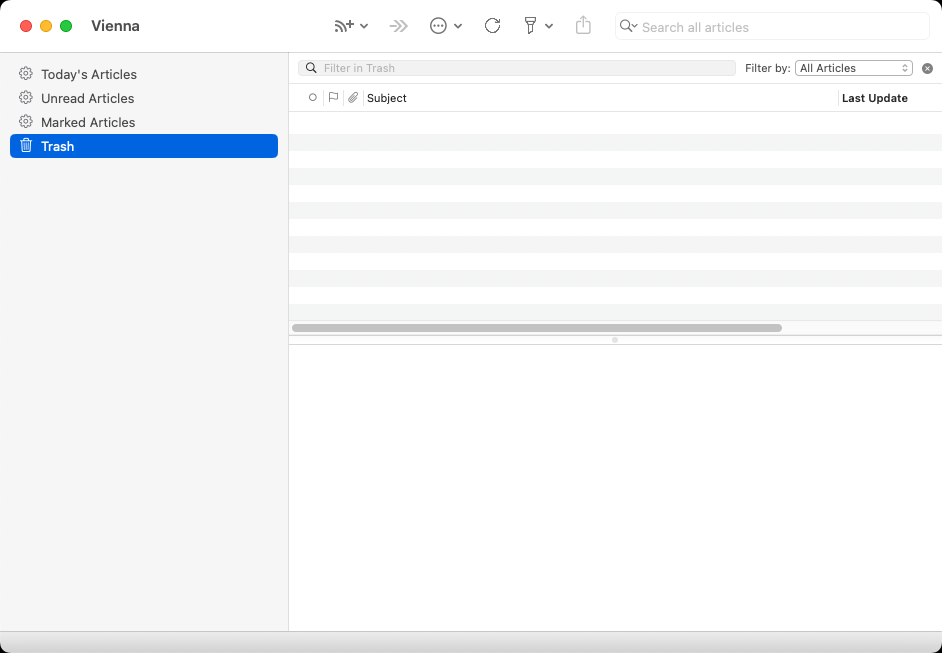 Vienna
Search all articles
Today's Articles
Unread Articles
Marked Articles
Trash
Filter in Trash
Filter by: All Articles
Subject Last Update